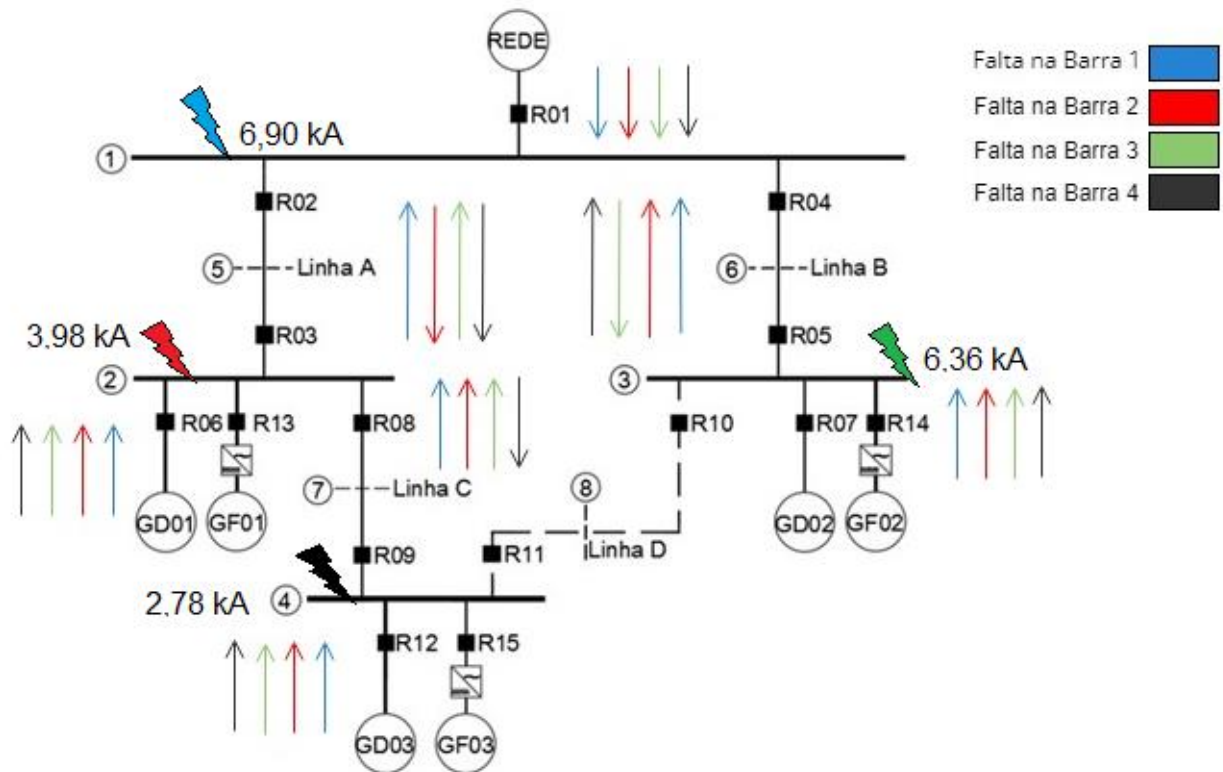 REDE
R01
Falta na Barra 1
Falta na Barra 2
Falta na Barra 3
Falta na Barra 4
6,90 kA
1
R02
R04
5
Linha A
6
Linha B
3,98 kA
R03
R05
6,36 kA
2
3
R06
R13
R08
R10
R07
R14
7
Linha C
8
GD01
GF01
GD02
GF02
Linha D
R09
R11
2,78 kA
4
R12
R15
GD03
GF03